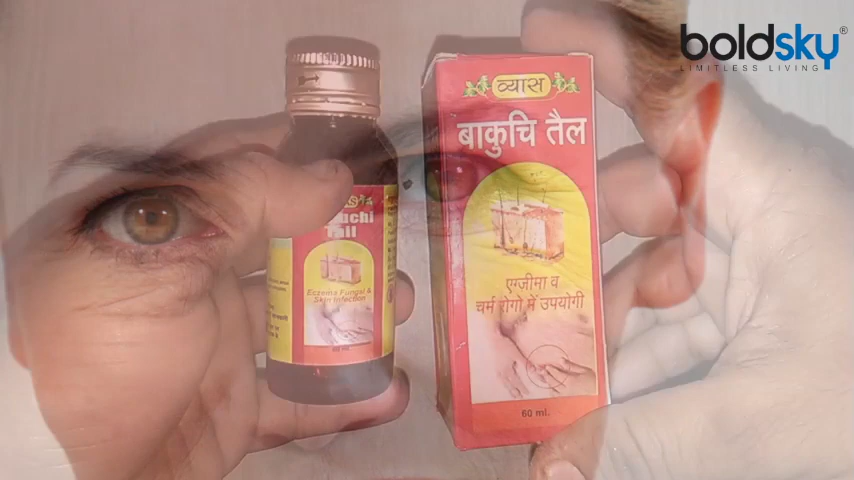 boldsky®
LIMITLESS LIVING
व्यास
बाकुचि तैल
एग्जीमा व
चर्म रोगो में उपयोगी
60 ml.
Tail
Eczema Fungal &
Skin Infection